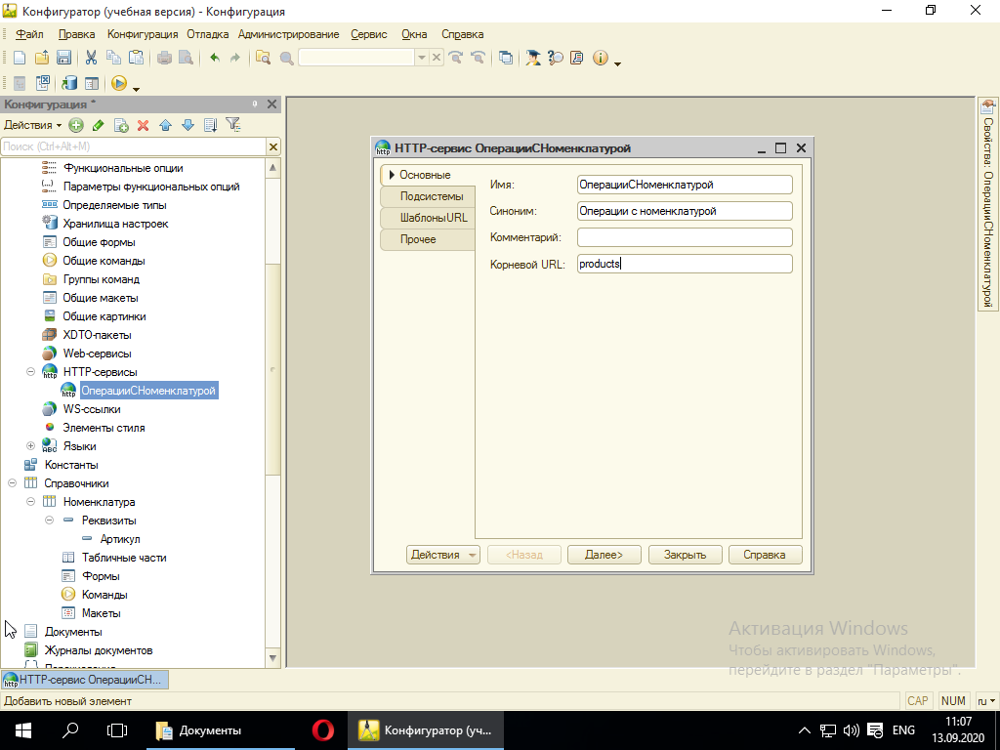 Конфигуратор (учебная версия) - Конфигурация
Файл Правка Конфигурация Отладка Администрирование Сервис Окна Справка
Конфигурация *
Действия
Поиск (Ctrl+Alt+M)
Функциональные опции
Параметры функциональных опций
Определяемые типы
Хранилища настроек
Общие формы
Общие команды
Группы команд
Общие макеты
Общие картинки
XDTO-пакеты
Web-сервисы
HTTP-сервисы
ОперацииСНоменклатурой
WS-ссылки
Элементы стиля
Языки
Константы
Справочники
Номенклатура
Реквизиты
Артикул
Табличные части
Формы
Команды
Макеты
Документы
Журналы документов
HTTP-сервис ОперацииСНоменклатурой
Основные
Подсистемы
ШаблоныURL
Прочее
Имя: ОперацииСНоменклатурой
Синоним: Операции с номенклатурой
Комментарий:
Корневой URL: products
Действия <Назад Далее> Закрыть Справка
Свойства: ОперацииСНоменклатурой
Активация Windows
Чтобы активировать Windows,
перейдите в раздел "Параметры".
HTTP-сервис ОперацииСН...
Добавить новый элемент
CAP NUM ru
Документы
Конфигуратор (уч...
ENG
11:07
13.09.2020